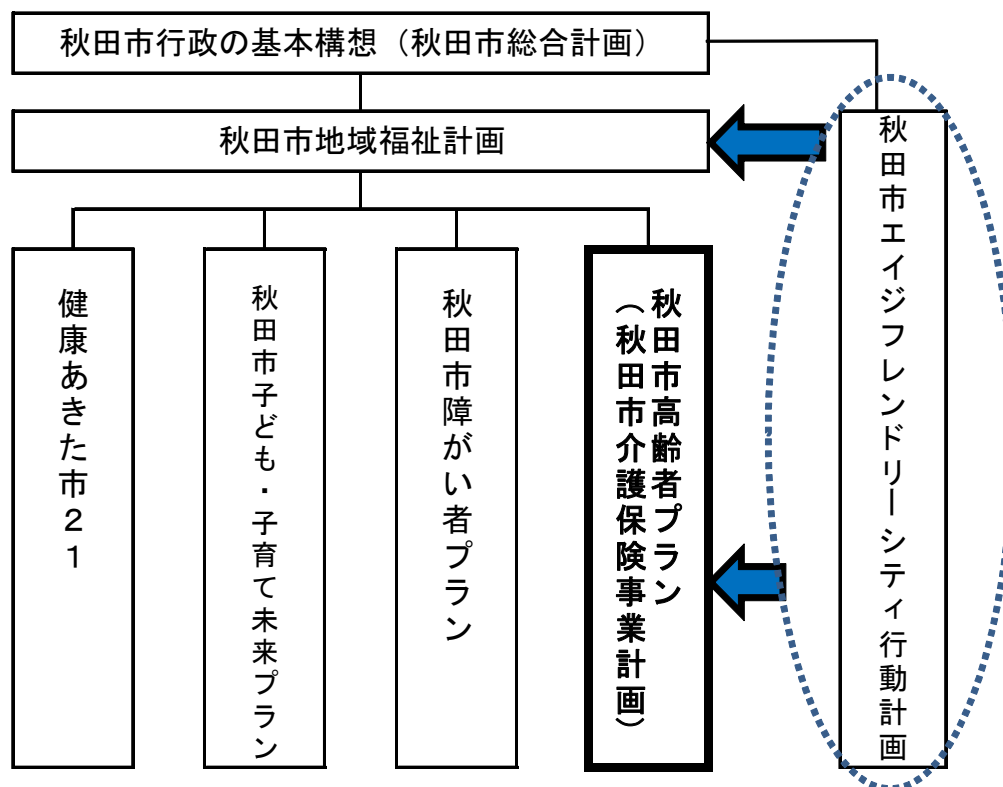 秋田市行政の基本構想（秋田市総合計画）
秋田市地域福祉計画
健康あきた市２１
秋田市子ども・子育て未来プラン
秋田市障がい者プラン
秋田市高齢者プラン
（秋田市介護保険事業計画）
秋田市エイジフレンドリーシティ行動計画